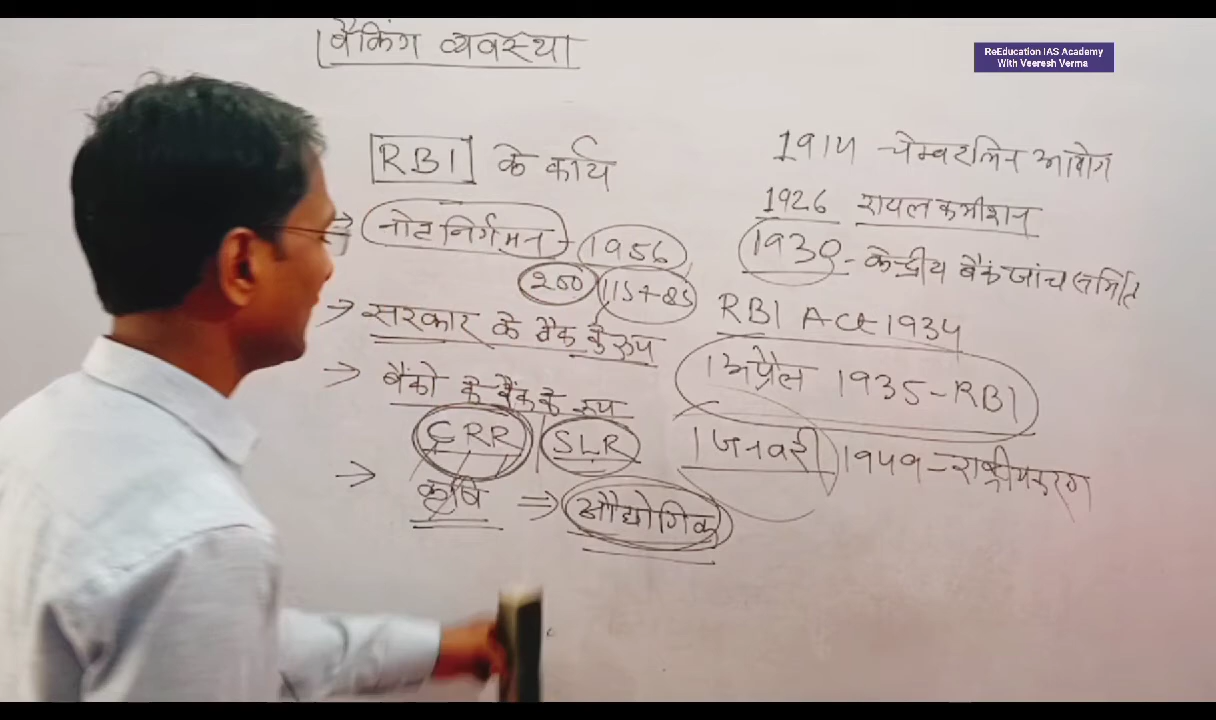 बैंकिंग व्यवस्था
ReEducation IAS Academy
With Veeresh Verma
RBI के कार्य
नोट निर्गमन - 1956
200 115+85
→ सरकार के बैंक के रूप
→ बैंको के बैंक के रूप
CRR SLR
→ कृषि ⇒ औद्योगिक
1914 - चेम्बरलिन आयोग
1926 रायल कमीशन
1930 - केन्द्रीय बैंक जांच समिति
RBI Act 1934
1 अप्रैल 1935 - RBI
1 जनवरी 1949 - राष्ट्रीयकरण